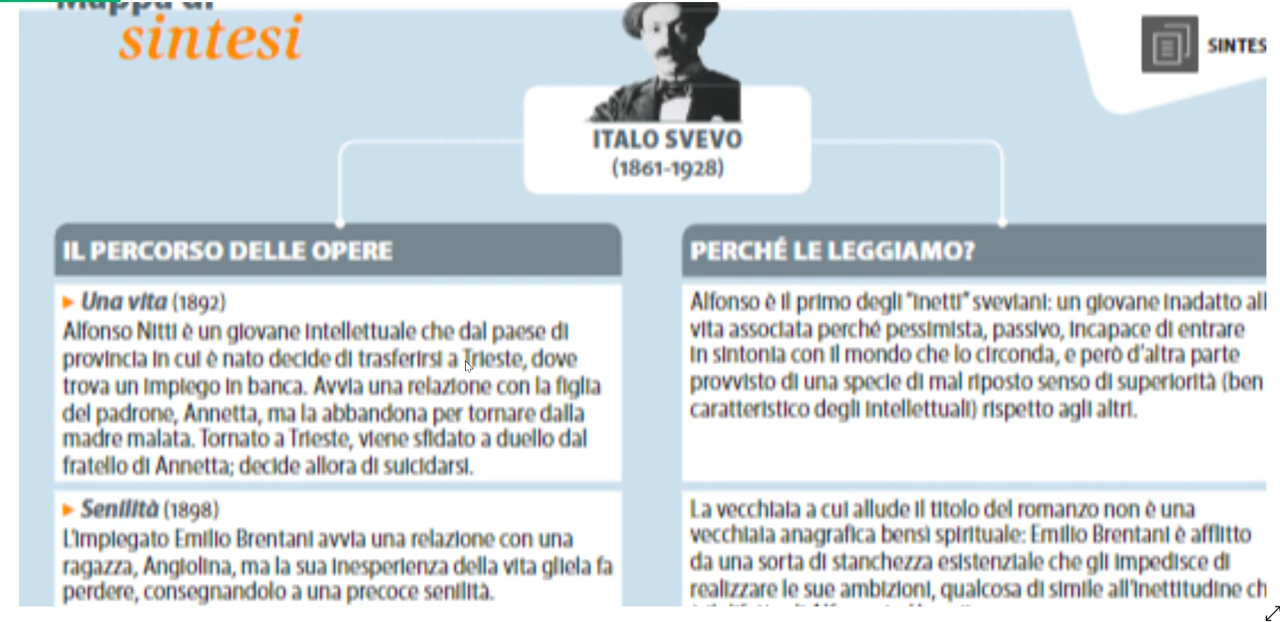 Mappa di
sintesi
SINTES
ITALO SVEVO
(1861-1928)
IL PERCORSO DELLE OPERE
▸ Una vita (1892)
Alfonso Nitti è un giovane intellettuale che dal paese di
provincia in cui è nato decide di trasferirsi a Trieste, dove
trova un impiego in banca. Avvia una relazione con la figlia
del padrone, Annetta, ma la abbandona per tornare dalla
madre malata. Tornato a Trieste, viene sfidato a duello dal
fratello di Annetta; decide allora di suicidarsi.
▸ Senilità (1898)
L'impiegato Emilio Brentani avvia una relazione con una
ragazza, Angiolina, ma la sua inesperienza della vita gliela fa
perdere, consegnandolo a una precoce senilità.
PERCHÉ LE LEGGIAMO?
Alfonso è il primo degli "inetti" sveviani: un giovane inadatto all
vita associata perché pessimista, passivo, incapace di entrare
in sintonia con il mondo che lo circonda, e però d'altra parte
provvisto di una specie di mal riposto senso di superiorità (ben
caratteristico degli intellettuali) rispetto agli altri.
La vecchiaia a cui allude il titolo del romanzo non è una
vecchiaia anagrafica bensì spirituale: Emilio Brentani è afflitto
da una sorta di stanchezza esistenziale che gli impedisce di
realizzare le sue ambizioni, qualcosa di simile all'inettitudine ch